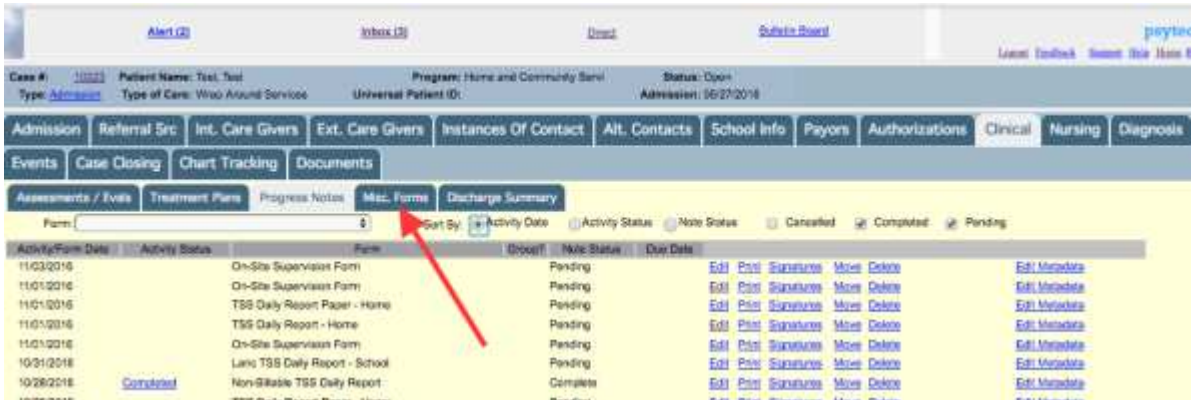 Alert (2) Inbox (3) Direct Bulletin Board
psytec
Logout Feedback Support Help Home
Case #: 10323 Patient Name: Test, Test Program: Home and Community Servi Status: Open
Type: Admission Type of Care: Wrap Around Services Universal Patient ID: Admission: 06/27/2016
Admission Referral Src Int. Care Givers Ext. Care Givers Instances Of Contact Alt. Contacts School Info Payors Authorizations Clinical Nursing Diagnosis
Events Case Closing Chart Tracking Documents
Assessments / Evals Treatment Plans Progress Notes Misc. Forms Discharge Summary
Form: Sort By: Activity Date Activity Status Note Status Cancelled Completed Pending
Activity/Form Date Activity Status Form Group? Note Status Due Date
11/03/2016 On-Site Supervision Form Pending Edit Print Signatures Move Delete Edit Metadata
11/01/2016 On-Site Supervision Form Pending Edit Print Signatures Move Delete Edit Metadata
11/01/2016 TSS Daily Report Paper - Home Pending Edit Print Signatures Move Delete Edit Metadata
11/01/2016 TSS Daily Report - Home Pending Edit Print Signatures Move Delete Edit Metadata
11/01/2016 On-Site Supervision Form Pending Edit Print Signatures Move Delete Edit Metadata
10/31/2016 Lanc TSS Daily Report - School Pending Edit Print Signatures Move Delete Edit Metadata
10/28/2016 Completed Non-Billable TSS Daily Report Complete Edit Print Signatures Move Delete Edit Metadata